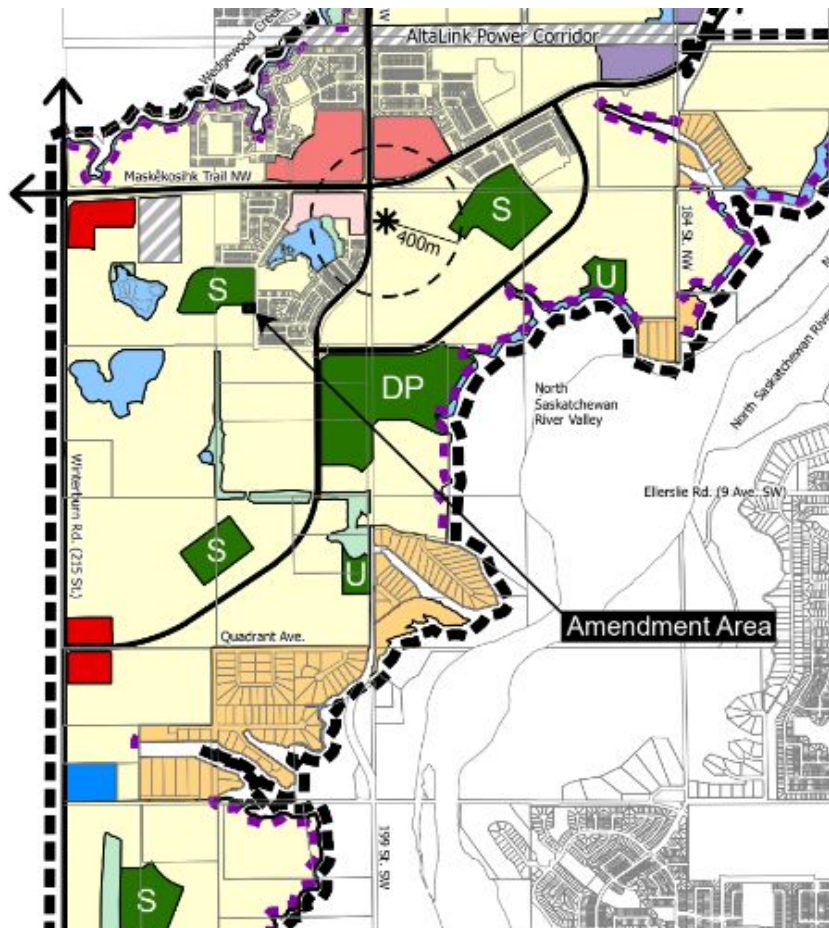 W
AltaLink Power Corridor
Wedgewood Creek
Maskêkosihk Trail NW
S
400m
184 St. NW
S
U
DP
North
Saskatchewan
River Valley
North Saskatchewan River
Winterburn Rd. (215 St.)
Ellerslie Rd. (9 Ave. SW)
S
U
Amendment Area
Quadrant Ave.
199 St. SW
S